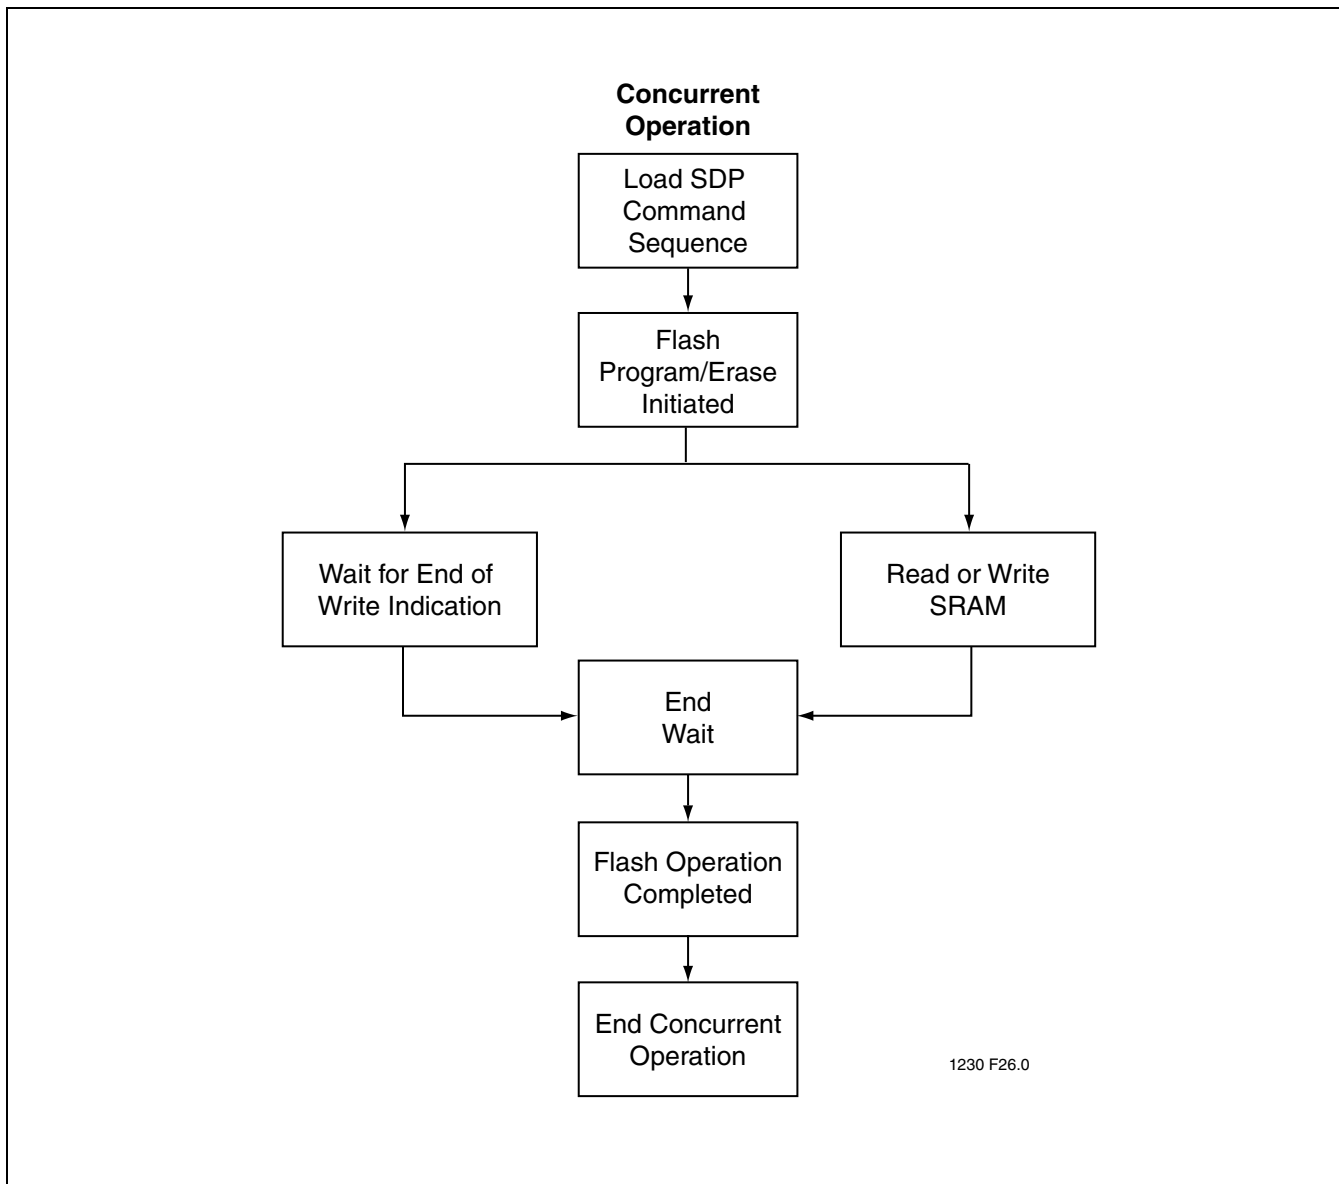 Concurrent
Operation
Load SDP
Command
Sequence
Flash
Program/Erase
Initiated
Wait for End of
Write Indication
Read or Write
SRAM
End
Wait
Flash Operation
Completed
End Concurrent
Operation
1230 F26.0